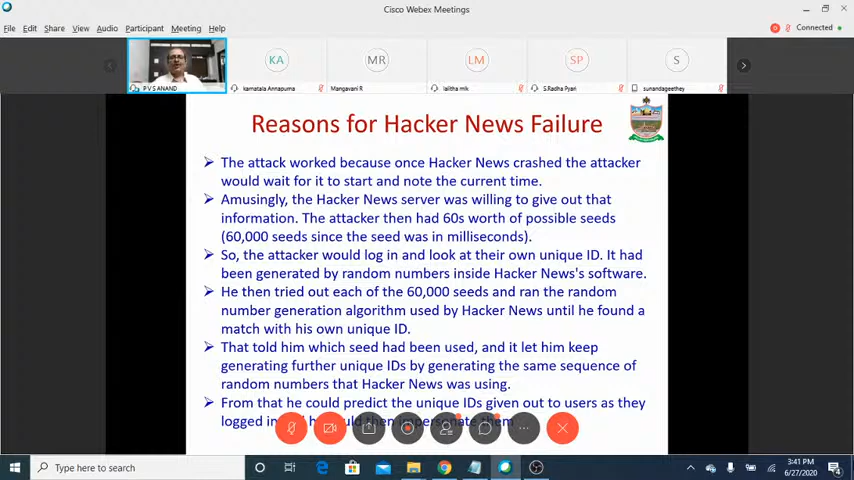 Cisco Webex Meetings
File Edit Share View Audio Participant Meeting Help
Connected
KA
MR
LM
SP
S
P V S ANAND
kamatala Annapurna
Mangavani R
lalitha mlk
S.Radha Pyari
sunandageethey
Reasons for Hacker News Failure
The attack worked because once Hacker News crashed the attacker
would wait for it to start and note the current time.
Amusingly, the Hacker News server was willing to give out that
information. The attacker then had 60s worth of possible seeds
(60,000 seeds since the seed was in milliseconds).
So, the attacker would log in and look at their own unique ID. It had
been generated by random numbers inside Hacker News's software.
He then tried out each of the 60,000 seeds and ran the random
number generation algorithm used by Hacker News until he found a
match with his own unique ID.
That told him which seed had been used, and it let him keep
generating further unique IDs by generating the same sequence of
random numbers that Hacker News was using.
From that he could predict the unique IDs given out to users as they
logged in then impersonate them
Type here to search
3:41 PM
6/27/2020